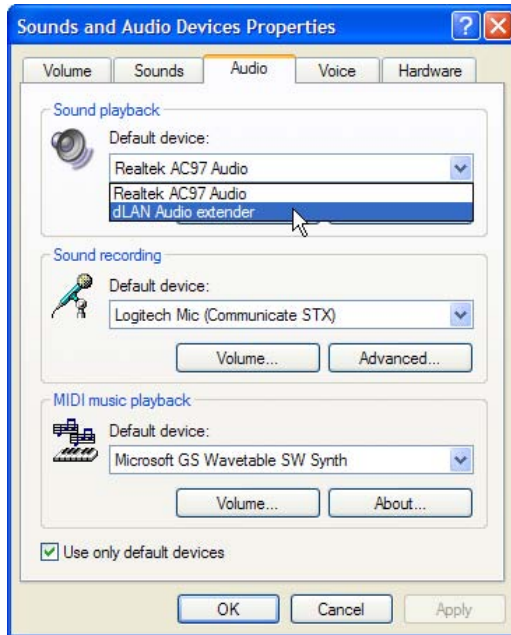 Sounds and Audio Devices Properties
Volume Sounds Audio Voice Hardware
Sound playback
Default device:
Realtek AC97 Audio
Realtek AC97 Audio
dLAN Audio extender
Sound recording
Default device:
Logitech Mic (Communicate STX)
Volume... Advanced...
MIDI music playback
Default device:
Microsoft GS Wavetable SW Synth
Volume... About...
Use only default devices
OK Cancel Apply